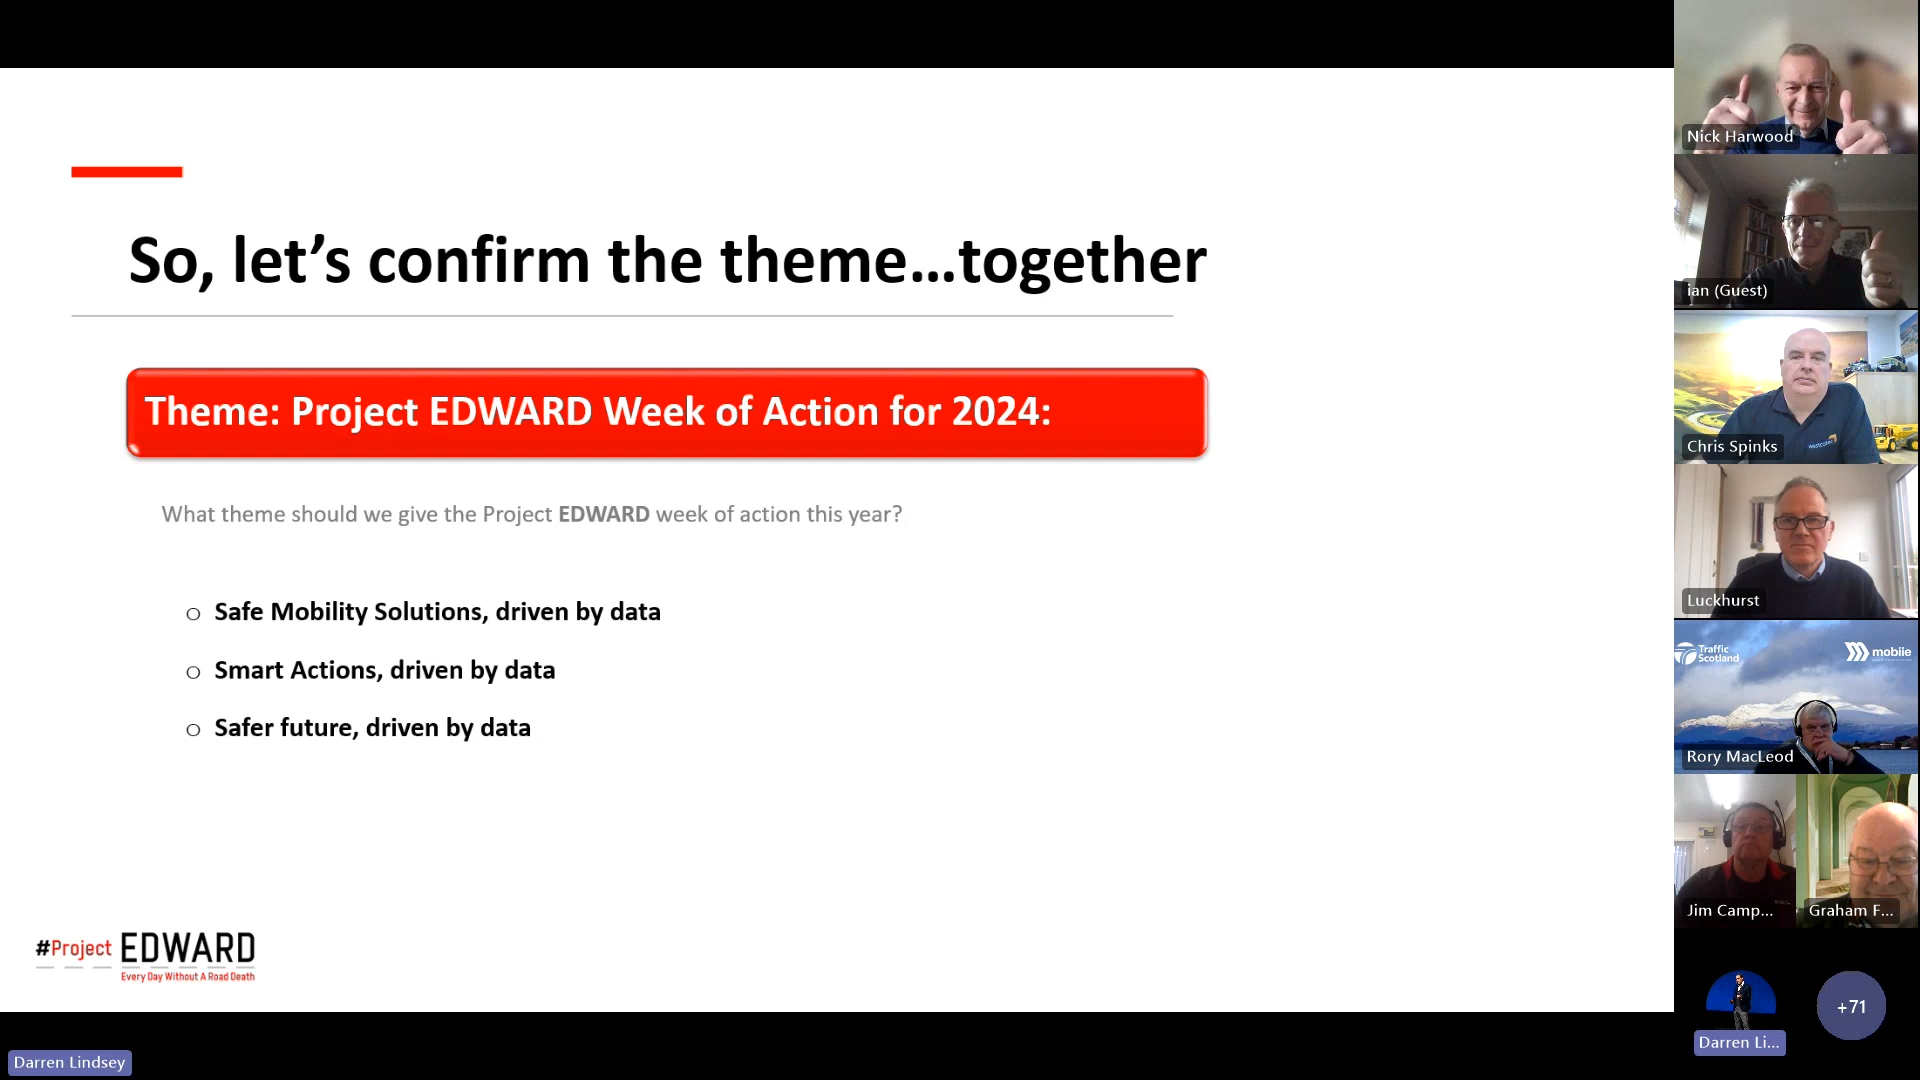 So, let's confirm the theme...together
Theme: Project EDWARD Week of Action for 2024:
What theme should we give the Project EDWARD week of action this year?
o Safe Mobility Solutions, driven by data
o Smart Actions, driven by data
o Safer future, driven by data
#Project EDWARD
Every Day Without A Road Death
Darren Lindsey
Nick Harwood
ian (Guest)
Chris Spinks
westcotec
Luckhurst
Traffic
Scotland
mobile
Rory MacLeod
Jim Camp...
Graham F...
Darren Li...
+71